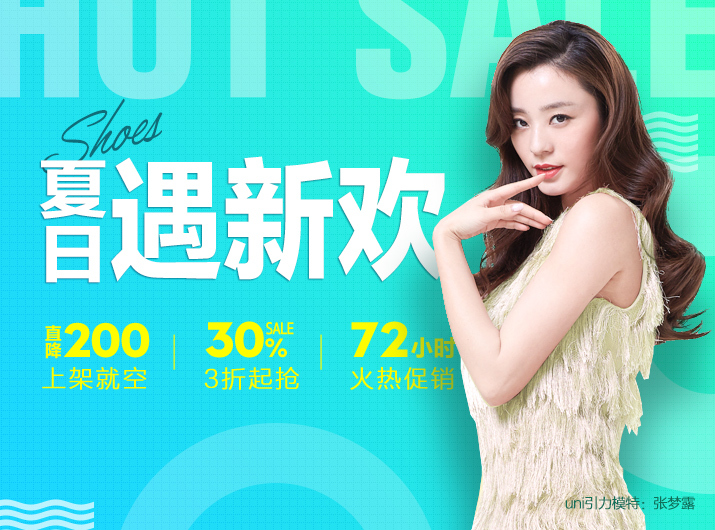 HOT SALE
Shoes
夏日遇新欢
直降200
上架就空
30% SALE
3折起抢
72小时
火热促销
uni引力模特：张梦露